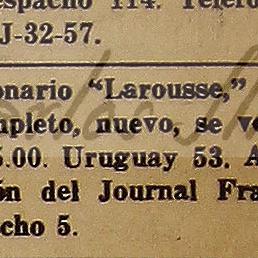 espacho 114. Teléfo
J-32-57.
onario "Larousse,"
mpleto, nuevo, se ve
5.00. Uruguay 53. A
ón del Journal Fra
cho 5.